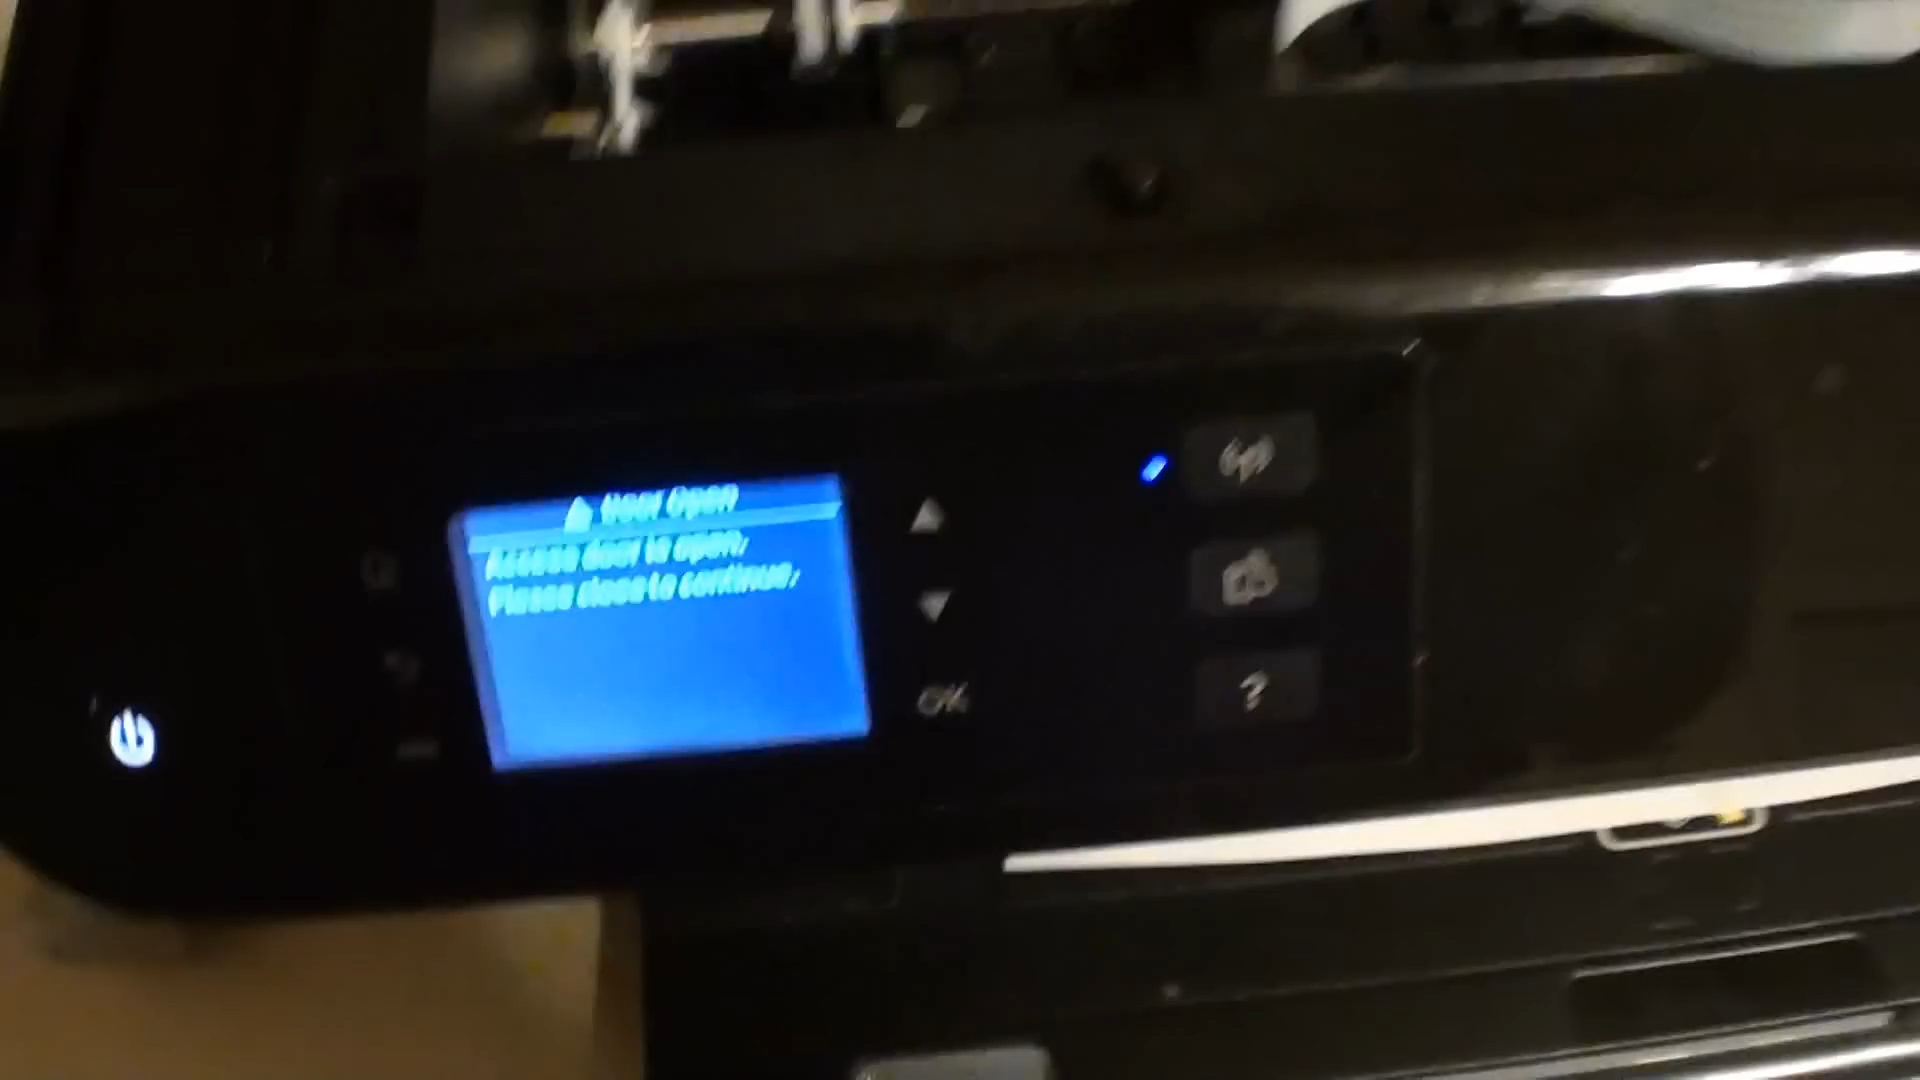 Door Open
Access door is open.
Please close to continue.
OK
?